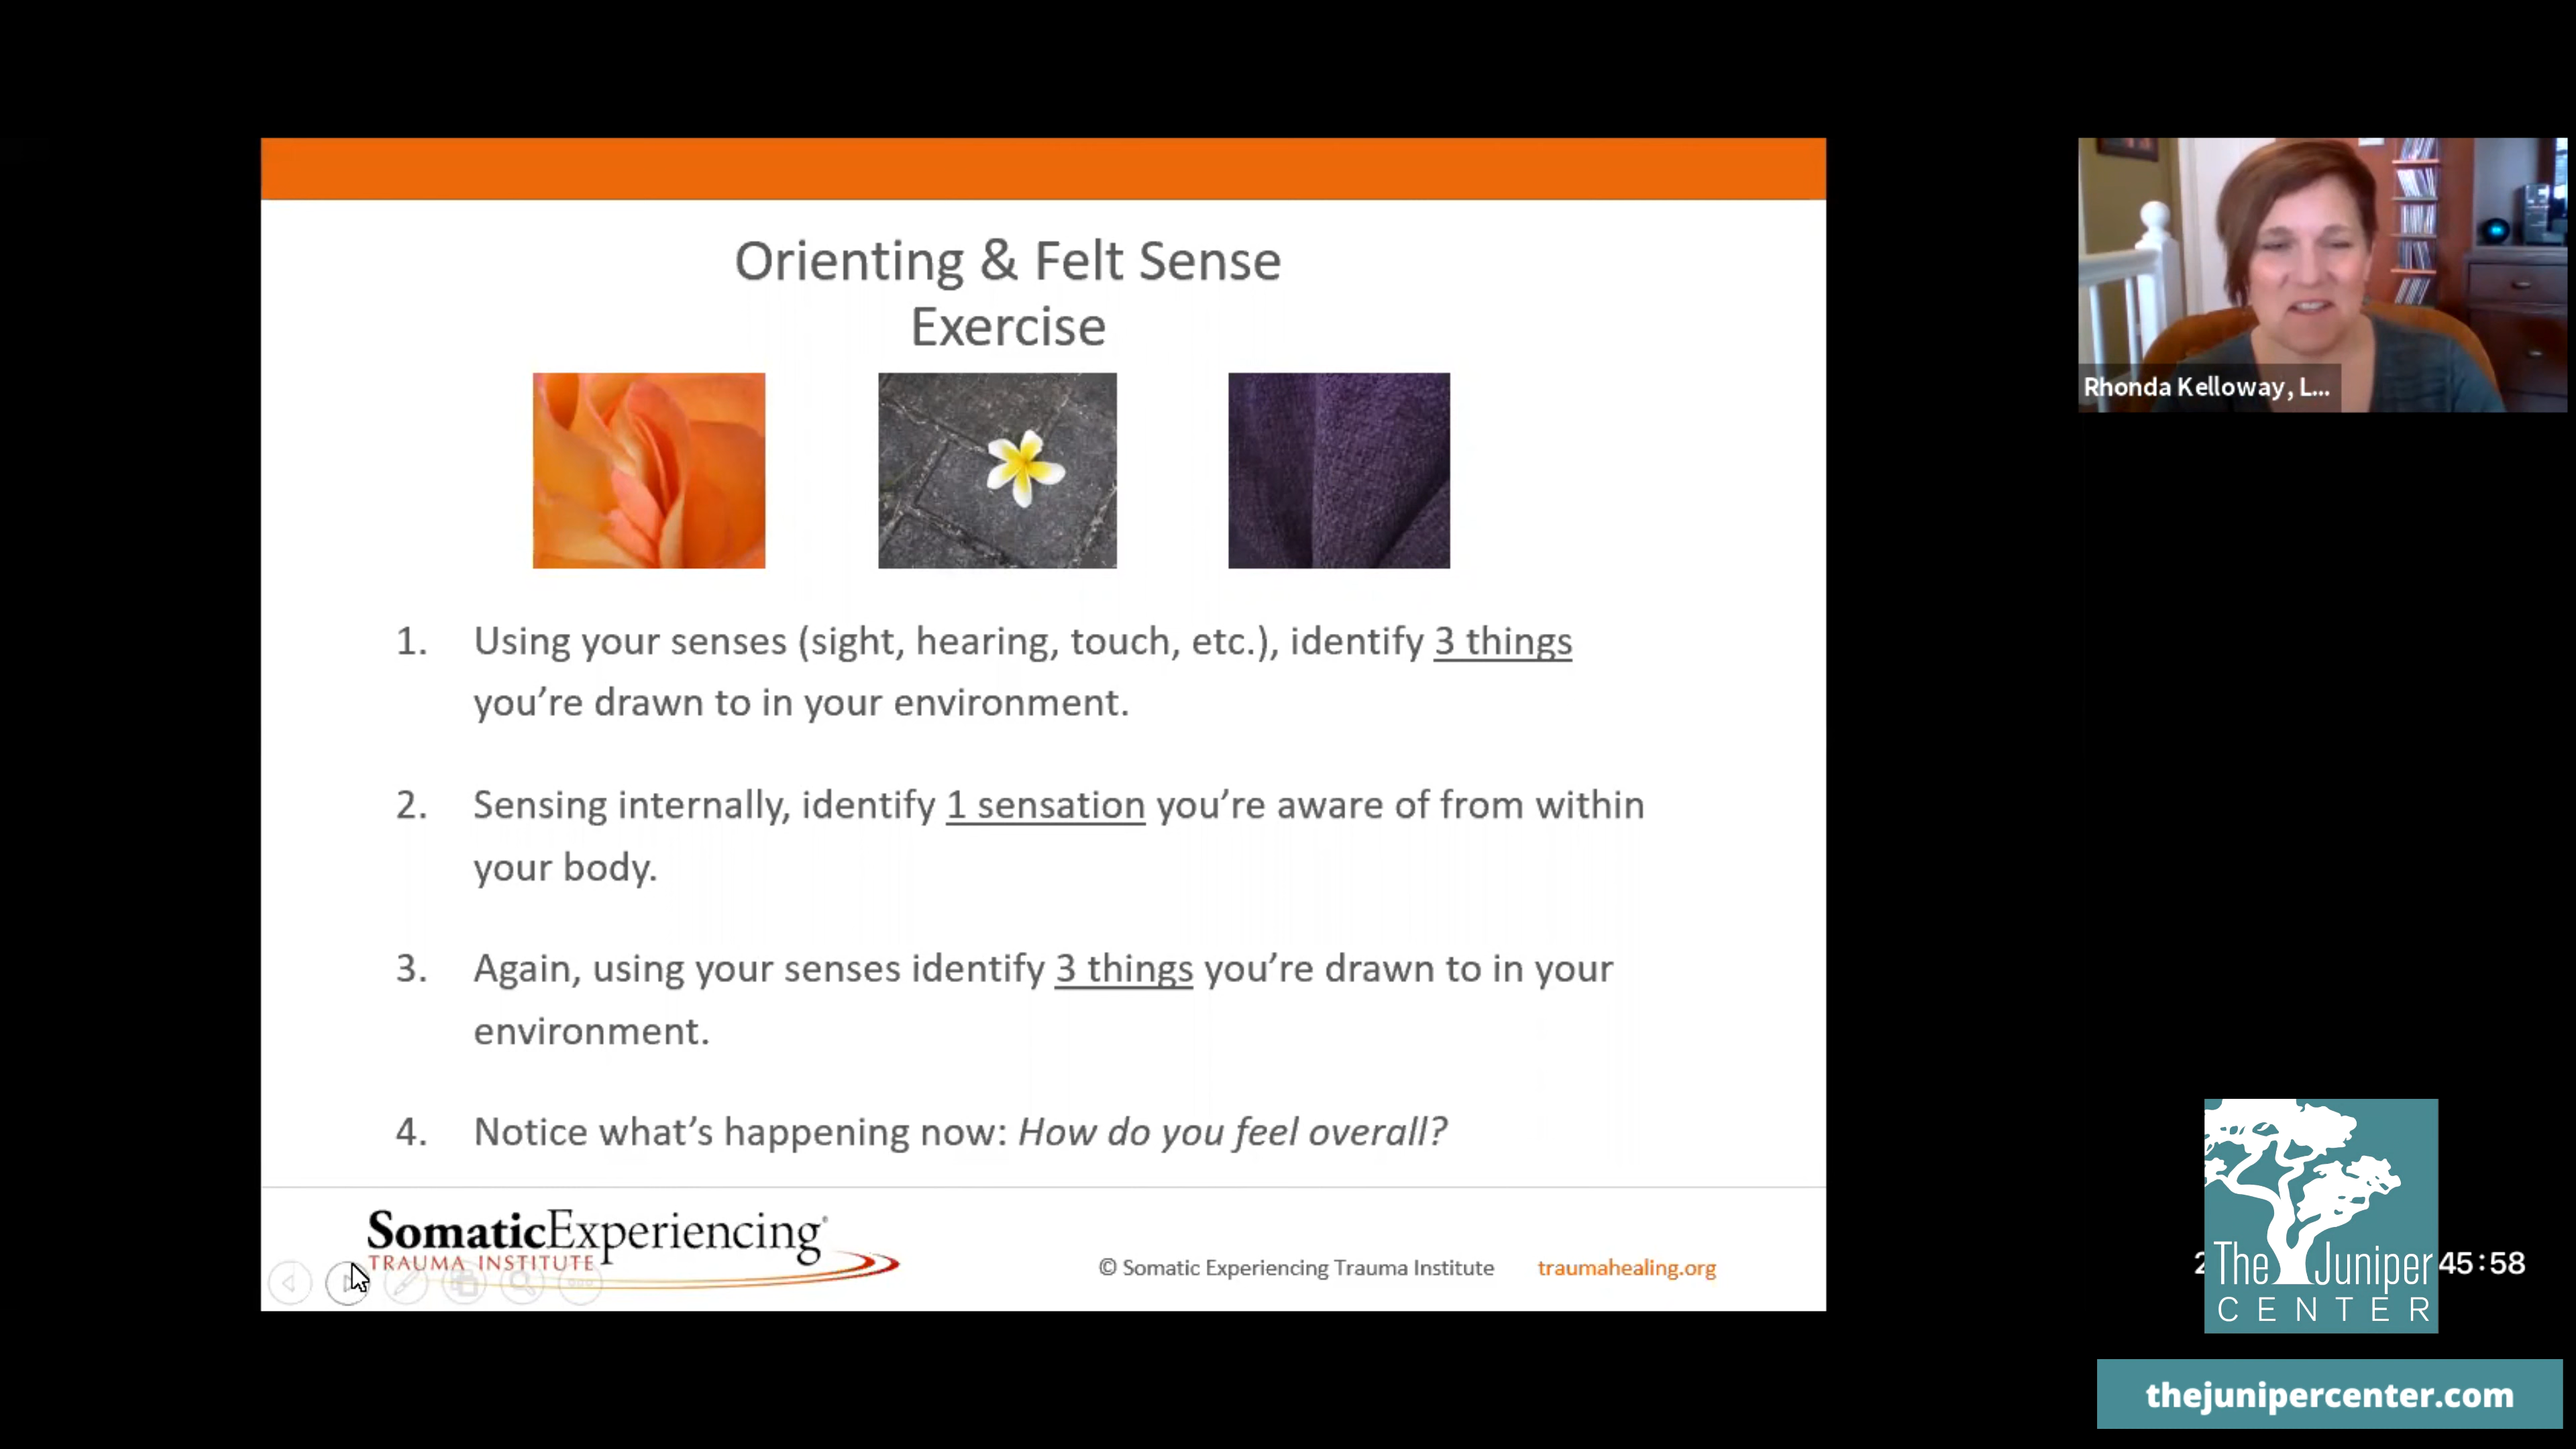 Orienting & Felt Sense
Exercise
1. Using your senses (sight, hearing, touch, etc.), identify 3 things
you're drawn to in your environment.
2. Sensing internally, identify 1 sensation you're aware of from within
your body.
3. Again, using your senses identify 3 things you're drawn to in your
environment.
4. Notice what's happening now: How do you feel overall?
SomaticExperiencing®
TRAUMA INSTITUTE
© Somatic Experiencing Trauma Institute traumahealing.org
Rhonda Kelloway, L...
The Juniper
CENTER
45:58
thejunipercenter.com